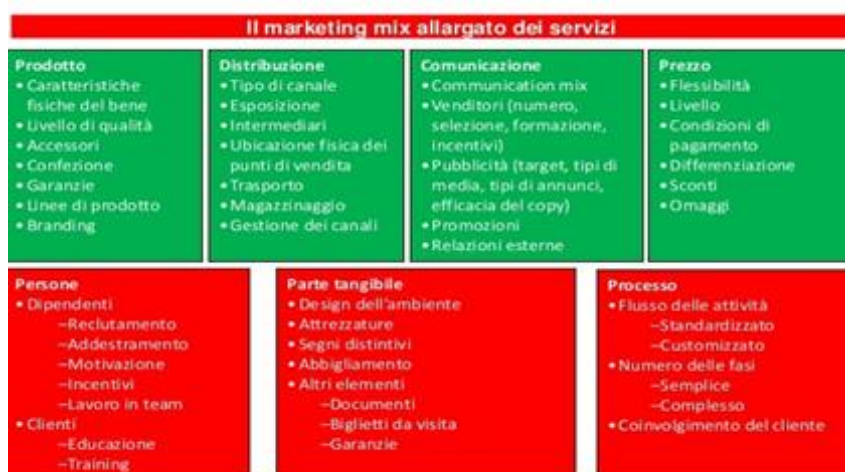 Il marketing mix allargato dei servizi
Prodotto
• Caratteristiche
fisiche del bene
• Livello di qualità
• Accessori
• Confezione
• Garanzie
• Linee di prodotto
• Branding
Distribuzione
• Tipo di canale
• Esposizione
• Intermediari
• Ubicazione fisica dei
punti di vendita
• Trasporto
• Magazzinaggio
• Gestione dei canali
Comunicazione
• Communication mix
• Venditori (numero,
selezione, formazione,
incentivi)
• Pubblicità (target, tipi di
media, tipi di annunci,
efficacia del copy)
• Promozioni
• Relazioni esterne
Prezzo
• Flessibilità
• Livello
• Condizioni di
pagamento
• Differenziazione
• Sconti
• Omaggi
Persone
• Dipendenti
–Reclutamento
–Addestramento
–Motivazione
–Incentivi
–Lavoro in team
• Clienti
–Educazione
–Training
Parte tangibile
• Design dell'ambiente
• Attrezzature
• Segni distintivi
• Abbigliamento
• Altri elementi
–Documenti
–Biglietti da visita
–Garanzie
Processo
• Flusso delle attività
–Standardizzato
–Customizzato
• Numero delle fasi
–Semplice
–Complesso
• Coinvolgimento del cliente